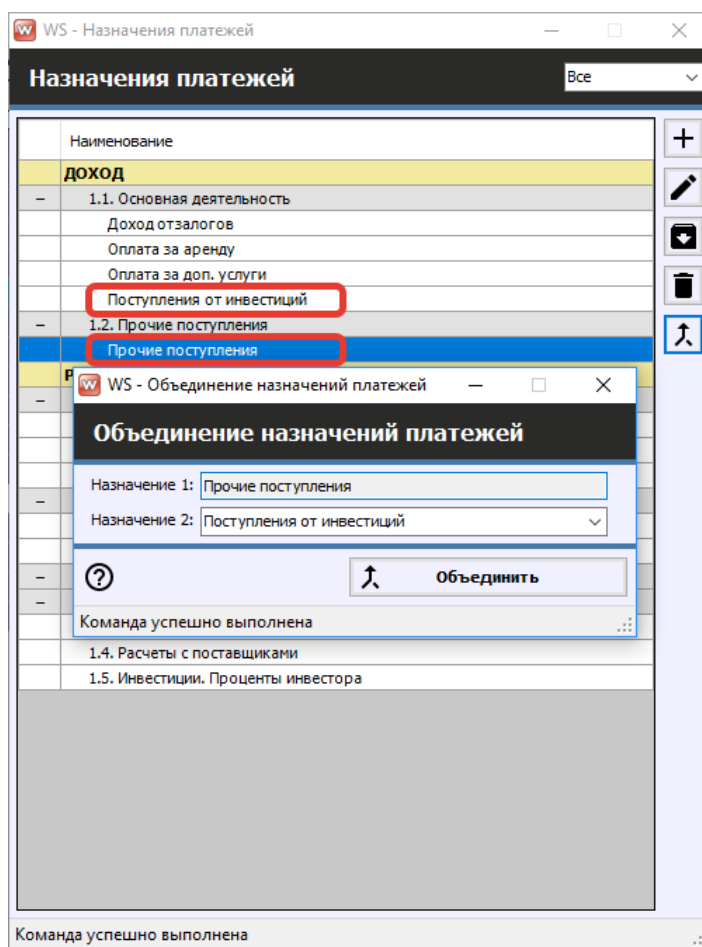 WS - Назначения платежей
Назначения платежей
Все
Наименование
ДОХОД
1.1. Основная деятельность
Доход отзалогов
Оплата за аренду
Оплата за доп. услуги
Поступления от инвестиций
1.2. Прочие поступления
Прочие поступления
WS - Объединение назначений платежей
Объединение назначений платежей
Назначение 1: Прочие поступления
Назначение 2: Поступления от инвестиций
Объединить
Команда успешно выполнена
1.4. Расчеты с поставщиками
1.5. Инвестиции. Проценты инвестора
Команда успешно выполнена